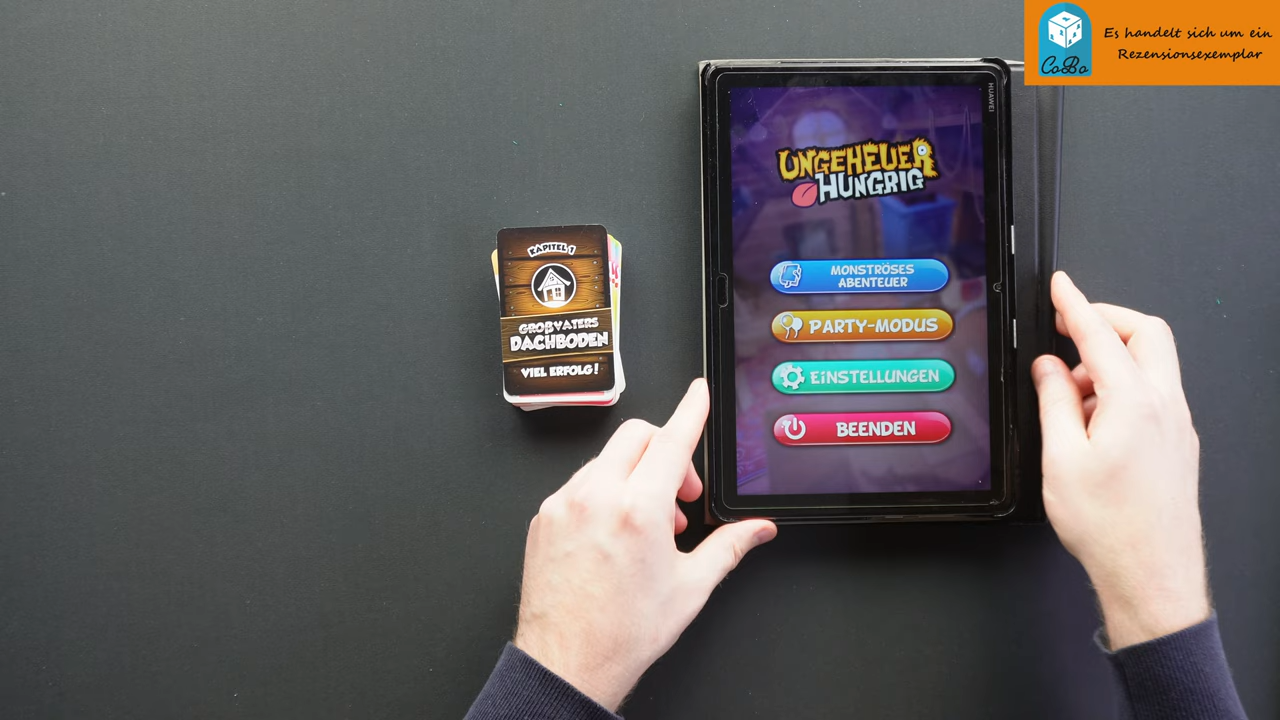 Es handelt sich um ein
Rezensionsexemplar
CoBo
HUAWEI
UNGEHEUER
HUNGRIG
MONSTRÖSES
ABENTEUER
PARTY-MODUS
EINSTELLUNGEN
BEENDEN
KAPITEL 1
GROßVATERS
DACHBODEN
VIEL ERFOLG!